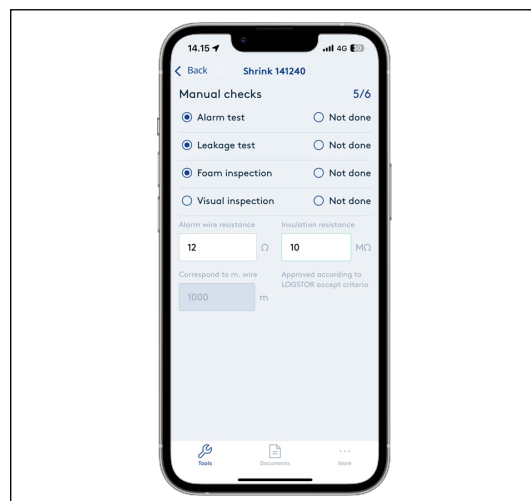 14.15 4G
Back Shrink 141240
Manual checks 5/6
Alarm test Not done
Leakage test Not done
Foam inspection Not done
Visual inspection Not done
Alarm wire resistance Insulation resistance
12 Ω 10 MΩ
Correspond to m. wire Approved according to
LOGSTOR accept criteria
1000 m
Tools Documents More